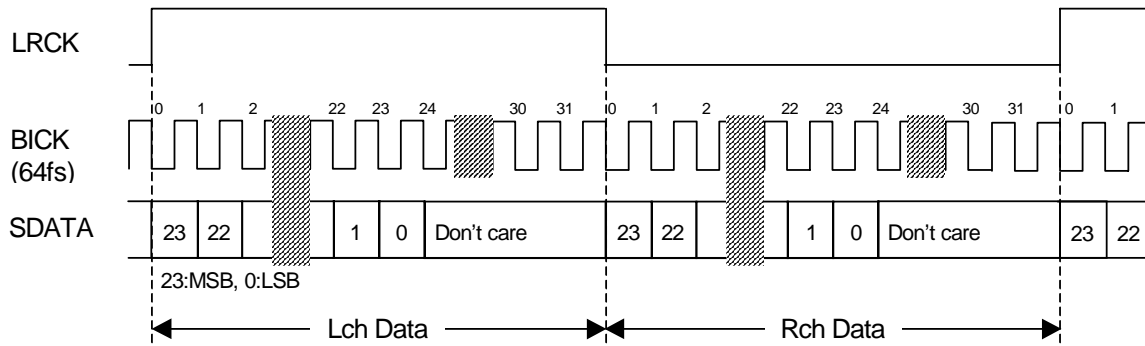 LRCK
0 1 2 22 23 24 30 31 0 1 2 22 23 24 30 31 0 1
BICK
(64fs)
SDATA 23 22 1 0 Don't care 23 22 1 0 Don't care 23 22
23:MSB, 0:LSB
Lch Data Rch Data